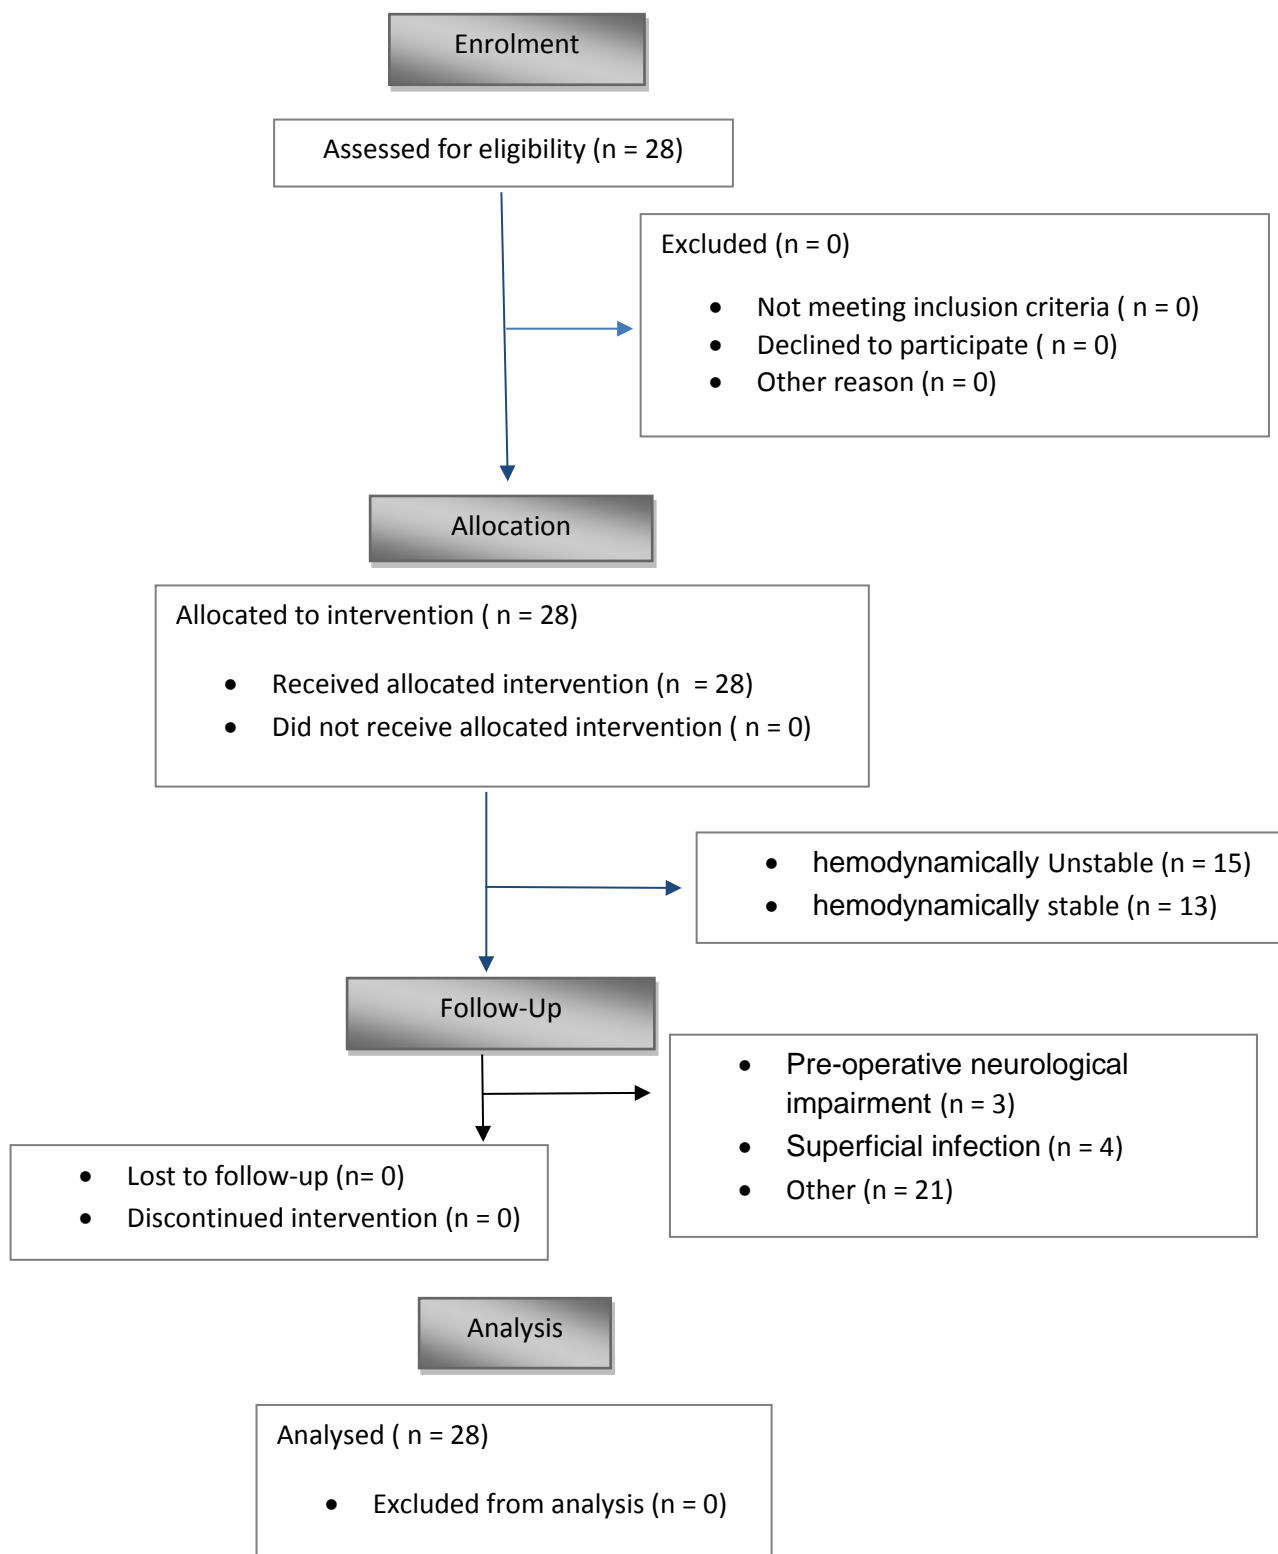 Enrolment
Assessed for eligibility (n = 28)
Excluded (n = 0)
• Not meeting inclusion criteria ( n = 0)
• Declined to participate ( n = 0)
• Other reason (n = 0)
Allocation
Allocated to intervention ( n = 28)
• Received allocated intervention (n  = 28)
• Did not receive allocated intervention ( n = 0)
• hemodynamically Unstable (n = 15)
• hemodynamically stable (n = 13)
Follow-Up
• Pre-operative neurological
impairment (n = 3)
• Superficial infection (n = 4)
• Other (n = 21)
• Lost to follow-up (n= 0)
• Discontinued intervention (n = 0)
Analysis
Analysed ( n = 28)
• Excluded from analysis (n = 0)